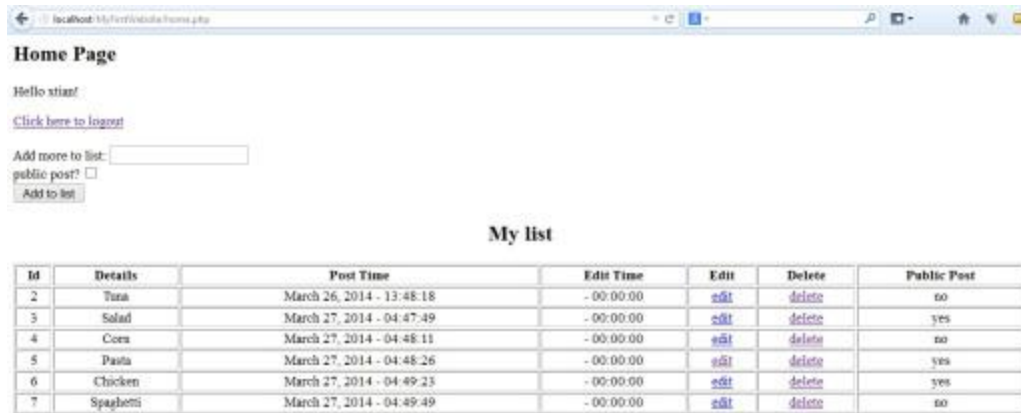 localhost/MyFirstWebsite/home.php
Home Page
Hello xtian!
Click here to logout
Add more to list:
public post?
Add to list
My list
Id Details Post Time Edit Time Edit Delete Public Post
2 Tuna March 26, 2014 - 13:48:18 - 00:00:00 edit delete no
3 Salad March 27, 2014 - 04:47:49 - 00:00:00 edit delete yes
4 Corn March 27, 2014 - 04:48:11 - 00:00:00 edit delete no
5 Pasta March 27, 2014 - 04:48:26 - 00:00:00 edit delete yes
6 Chicken March 27, 2014 - 04:49:23 - 00:00:00 edit delete yes
7 Spaghetti March 27, 2014 - 04:49:49 - 00:00:00 edit delete no